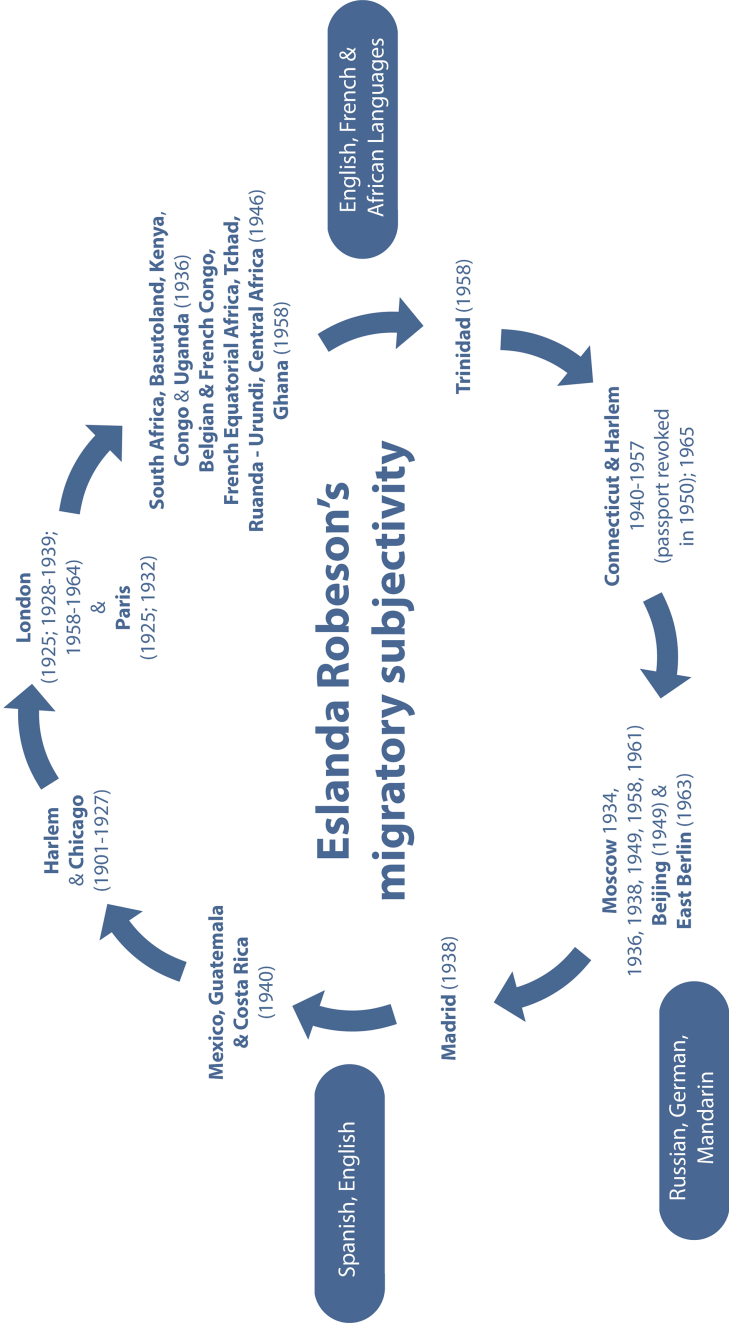 Eslanda Robeson's
migratory subjectivity
Harlem
& Chicago
(1901-1927)
London
(1925; 1928-1939;
1958-1964)
&
Paris
(1925; 1932)
South Africa, Basutoland, Kenya,
Congo & Uganda (1936)
Belgian & French Congo,
French Equatorial Africa, Tchad,
Ruanda - Urundi, Central Africa (1946)
Ghana (1958)
English, French &
African Languages
Trinidad (1958)
Connecticut & Harlem
1940-1957
(passport revoked
in 1950); 1965
Moscow 1934,
1936, 1938, 1949, 1958, 1961)
Beijing (1949) &
East Berlin (1963)
Russian, German,
Mandarin
Madrid (1938)
Spanish, English
Mexico, Guatemala
& Costa Rica
(1940)